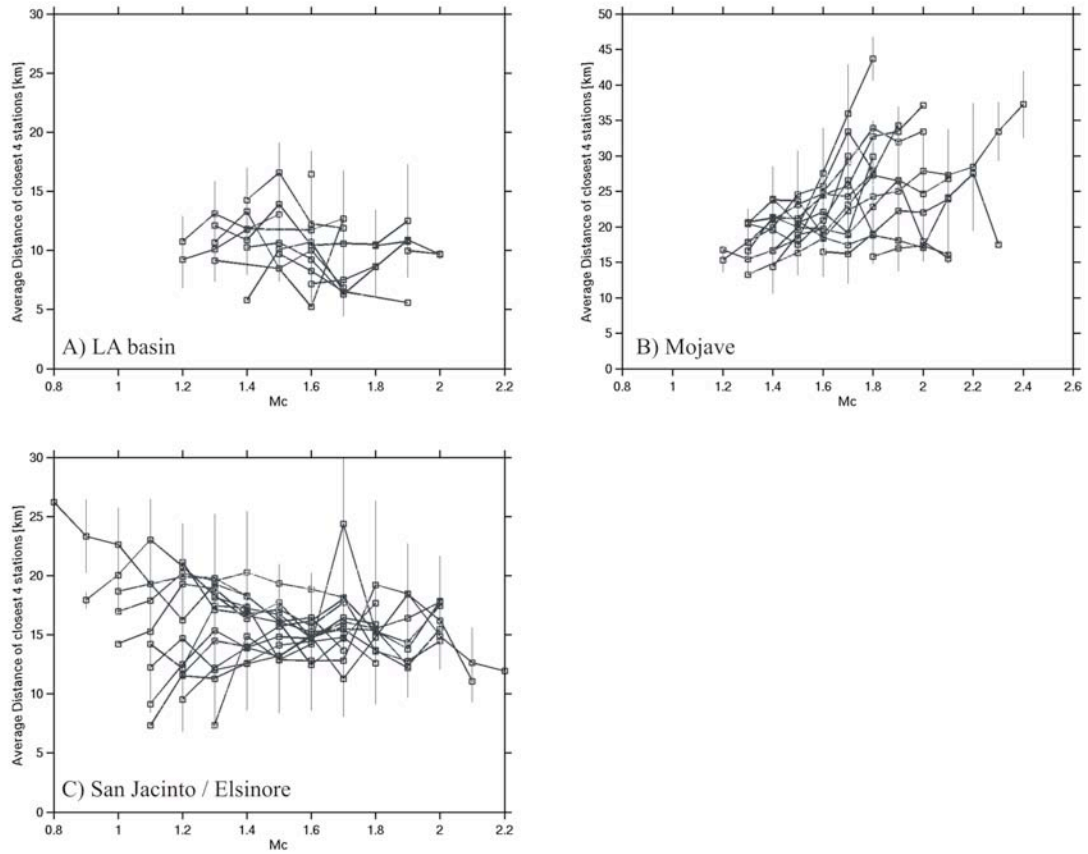 30
25
20
15
10
5
0
Average Distance of closest 4 stations [km]
A) LA basin
0.8 1 1.2 1.4 1.6 1.8 2 2.2
Mc
50
45
40
35
30
25
20
15
10
5
0
Average Distance of closest 4 stations [km]
B) Mojave
0.8 1 1.2 1.4 1.6 1.8 2 2.2 2.4 2.6
Mc
30
25
20
15
10
5
0
Average Distance of closest 4 stations [km]
C) San Jacinto / Elsinore
0.8 1 1.2 1.4 1.6 1.8 2 2.2
Mc